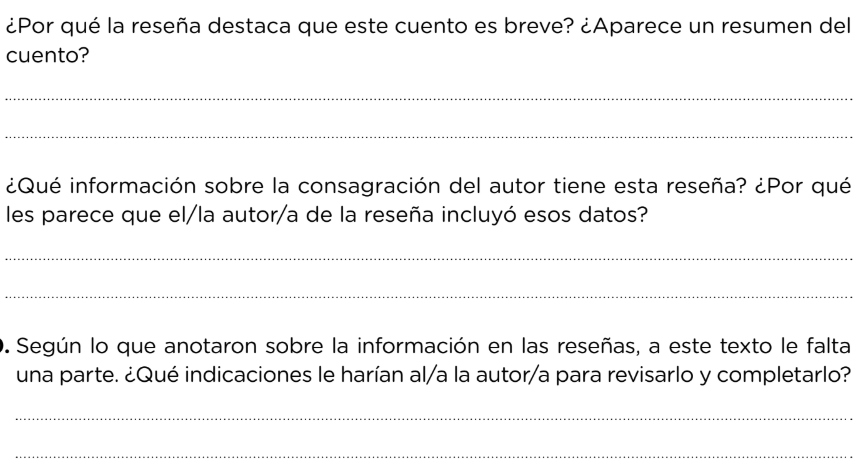 ¿Por qué la reseña destaca que este cuento es breve? ¿Aparece un resumen del
cuento?
¿Qué información sobre la consagración del autor tiene esta reseña? ¿Por qué
les parece que el/la autor/a de la reseña incluyó esos datos?
. Según lo que anotaron sobre la información en las reseñas, a este texto le falta
una parte. ¿Qué indicaciones le harían al/a la autor/a para revisarlo y completarlo?